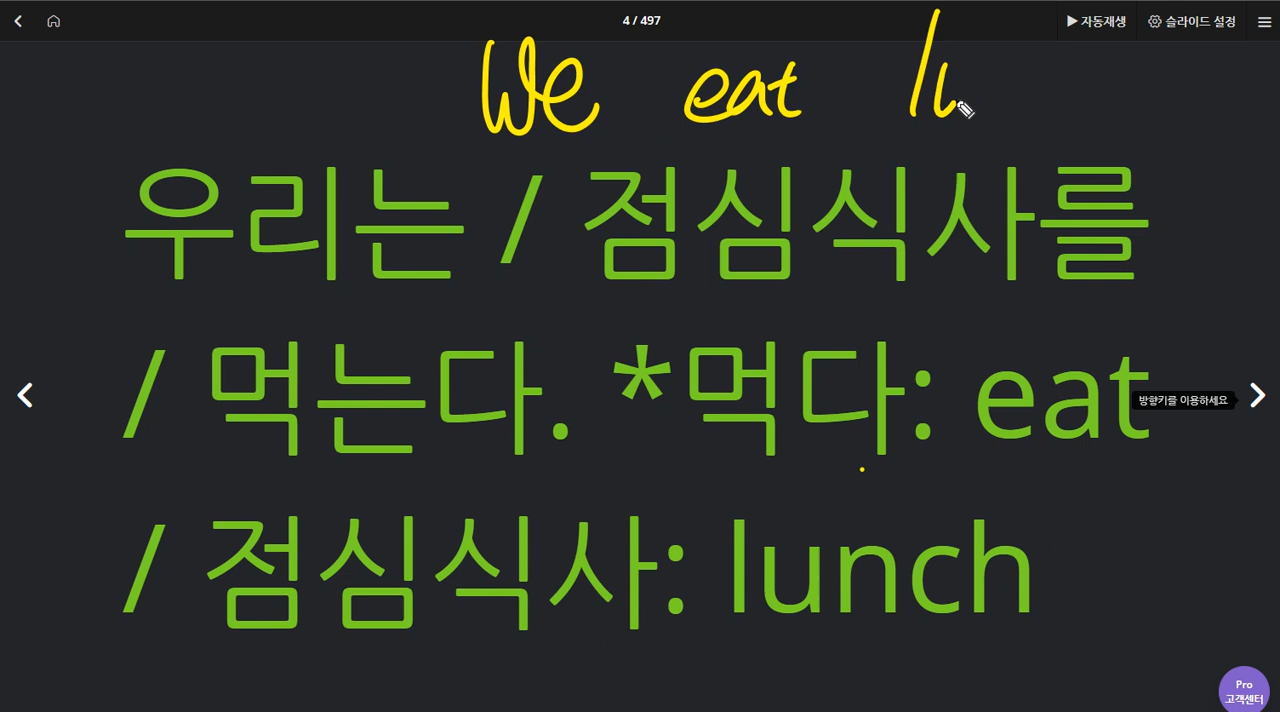 4 / 497
자동재생
슬라이드 설정
We eat lu
우리는 / 점심식사를
/ 먹는다. *먹다: eat
방향키를 이용하세요
/ 점심식사: lunch
Pro
고객센터